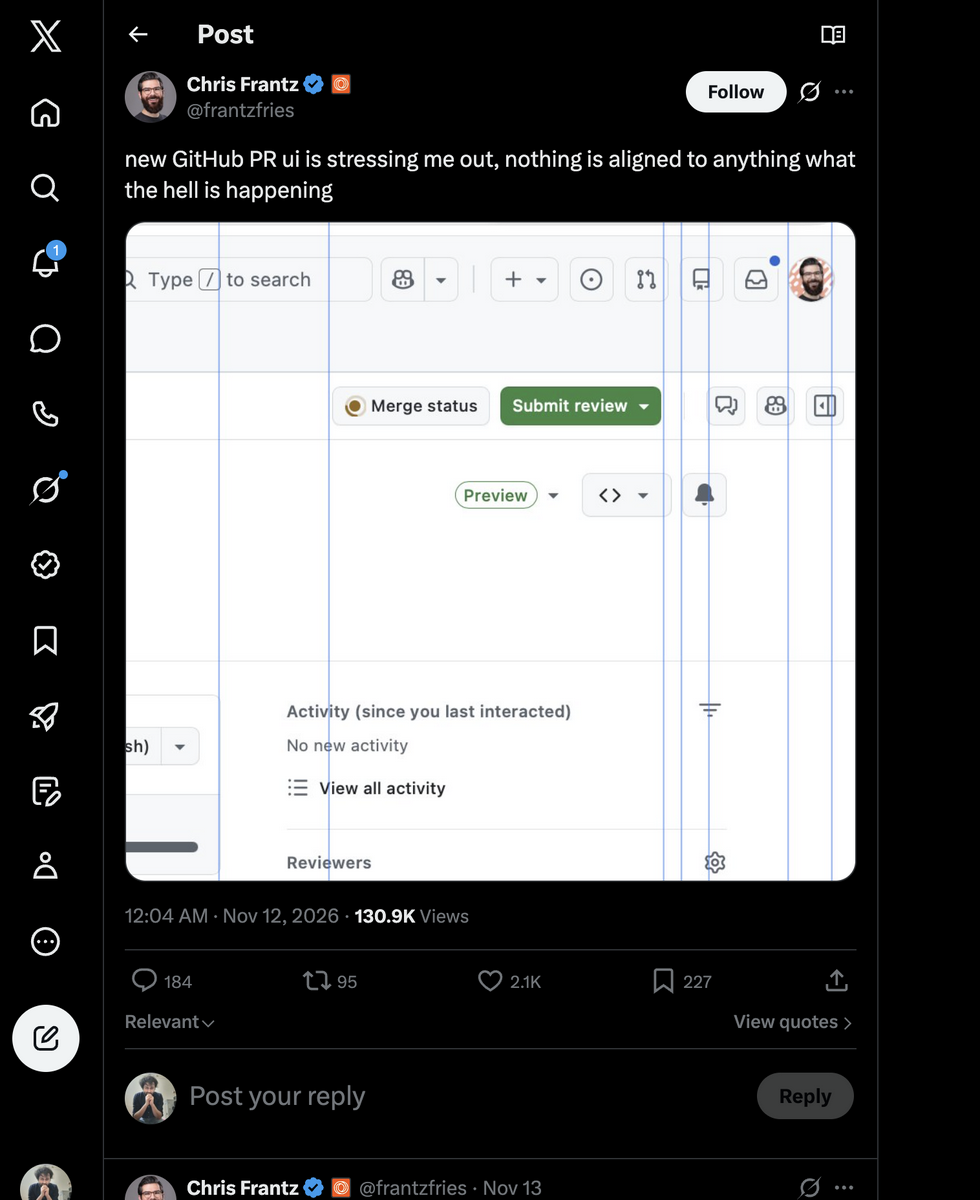 Post
Chris Frantz
@frantzfries
Follow
new GitHub PR ui is stressing me out, nothing is aligned to anything what
the hell is happening
Type / to search
Merge status
Submit review
Preview
Activity (since you last interacted)
No new activity
sh)
View all activity
Reviewers
12:04 AM · Nov 12, 2026 · 130.9K Views
184 95 2.1K 227
Relevant View quotes
Post your reply Reply
Chris Frantz @frantzfries · Nov 13
1